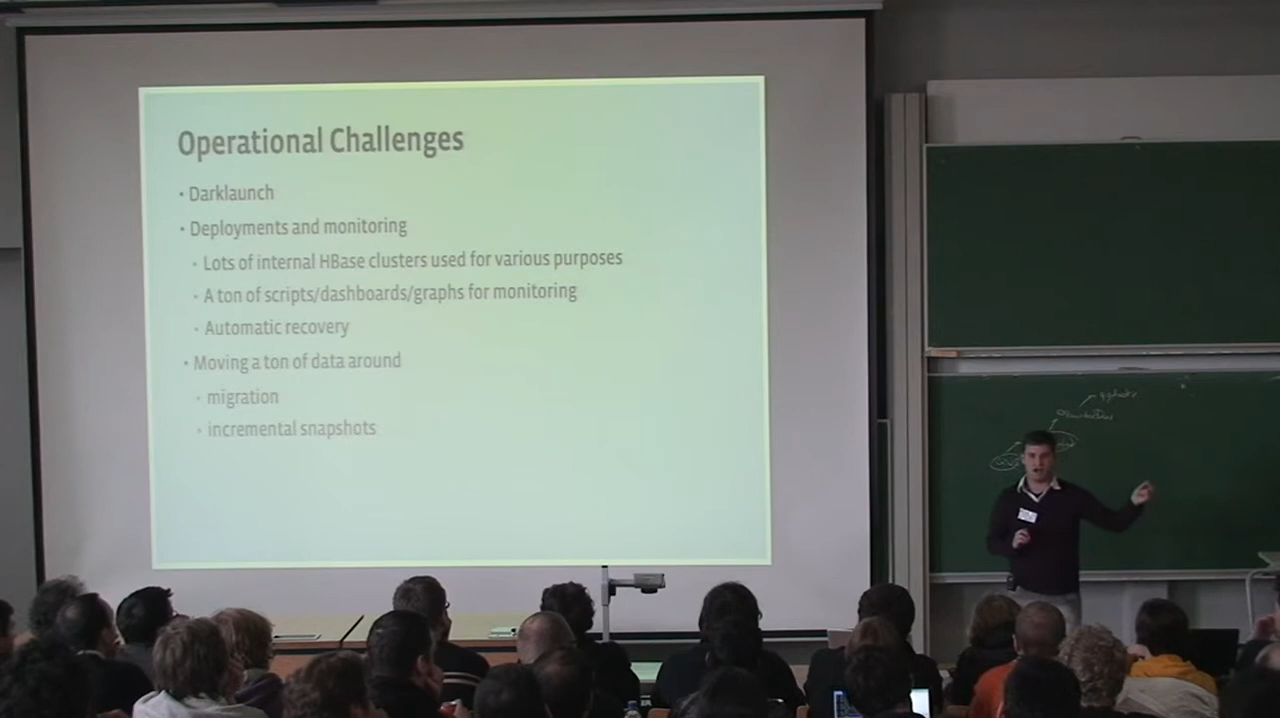 Operational Challenges
• Darklaunch
• Deployments and monitoring
• Lots of internal HBase clusters used for various purposes
• A ton of scripts/dashboards/graphs for monitoring
• Automatic recovery
• Moving a ton of data around
• migration
• incremental snapshots